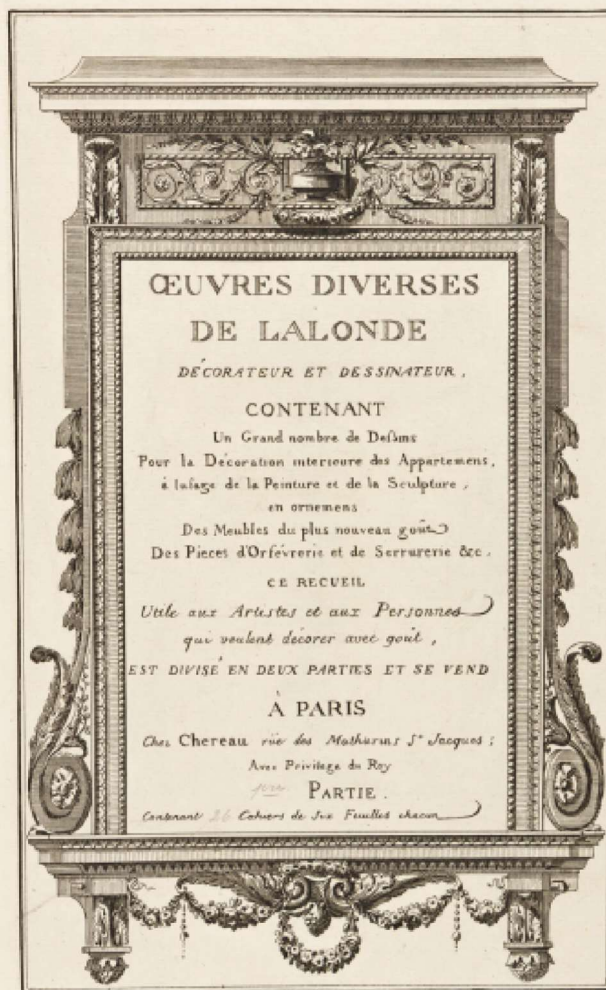 ŒUVRES DIVERSES
DE LALONDE
DÉCORATEUR ET DESSINATEUR,
CONTENANT
Un Grand nombre de Deſsins
Pour la Décoration interieure des Appartemens,
à lusage de la Peinture et de la Sculpture,
en ornemens
Des Meubles du plus nouveau goût
Des Pieces d'Orfévrerie et de Serrurerie &c.
CE RECUEIL
Utile aux Artistes et aux Personnes
qui veulent décorer avec goût,
EST DIVISÉ EN DEUX PARTIES ET SE VEND
À PARIS
Chez Chereau rüe des Mathurins St Jacques;
Avec Privilege du Roy
PARTIE.
Contenant 26 Cahiers de Six Feuilles chacun